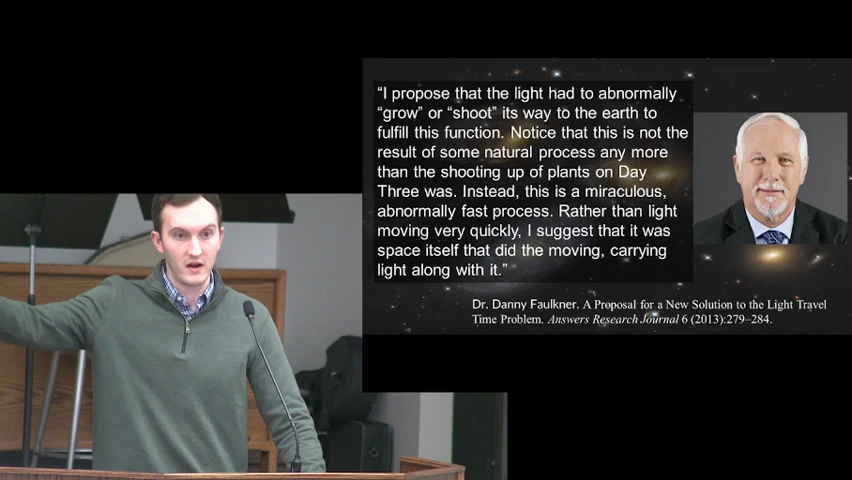 “I propose that the light had to abnormally
“grow” or “shoot” its way to the earth to
fulfill this function. Notice that this is not the
result of some natural process any more
than the shooting up of plants on Day
Three was. Instead, this is a miraculous,
abnormally fast process. Rather than light
moving very quickly, I suggest that it was
space itself that did the moving, carrying
light along with it.”
Dr. Danny Faulkner. A Proposal for a New Solution to the Light Travel
Time Problem. Answers Research Journal 6 (2013):279–284.